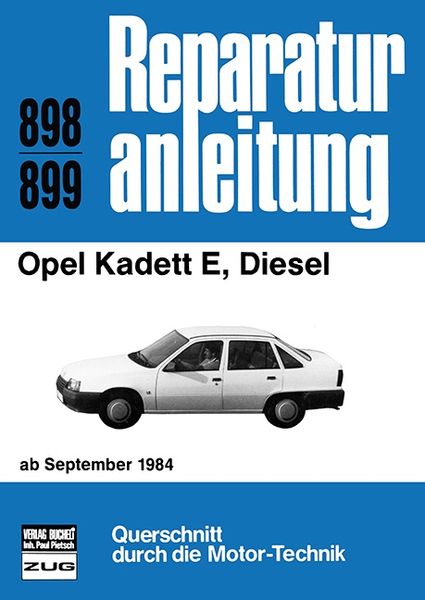 Reparatur
anleitung
898
899
Opel Kadett E, Diesel
ab September 1984
VERLAG BUCHELI
Inh. Paul Pietsch
ZUG
Querschnitt
durch die Motor-Technik